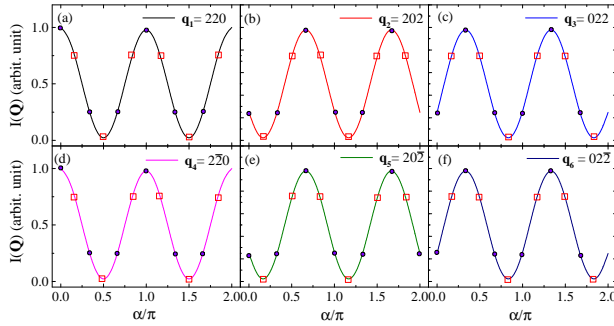 (a) q₁= 220 (b) q₂= 202 (c) q₃= 022
I(Q) (arbit. unit)
1.0
0.5
0.0
(d) q₄= 22̅0 (e) q₅= 202̅ (f) q₆= 022̅
I(Q) (arbit. unit)
1.0
0.5
0.0
0.0 0.5 1.0 1.5 2.0 0.0 0.5 1.0 1.5 2.0 0.0 0.5 1.0 1.5 2.0
α/π α/π α/π